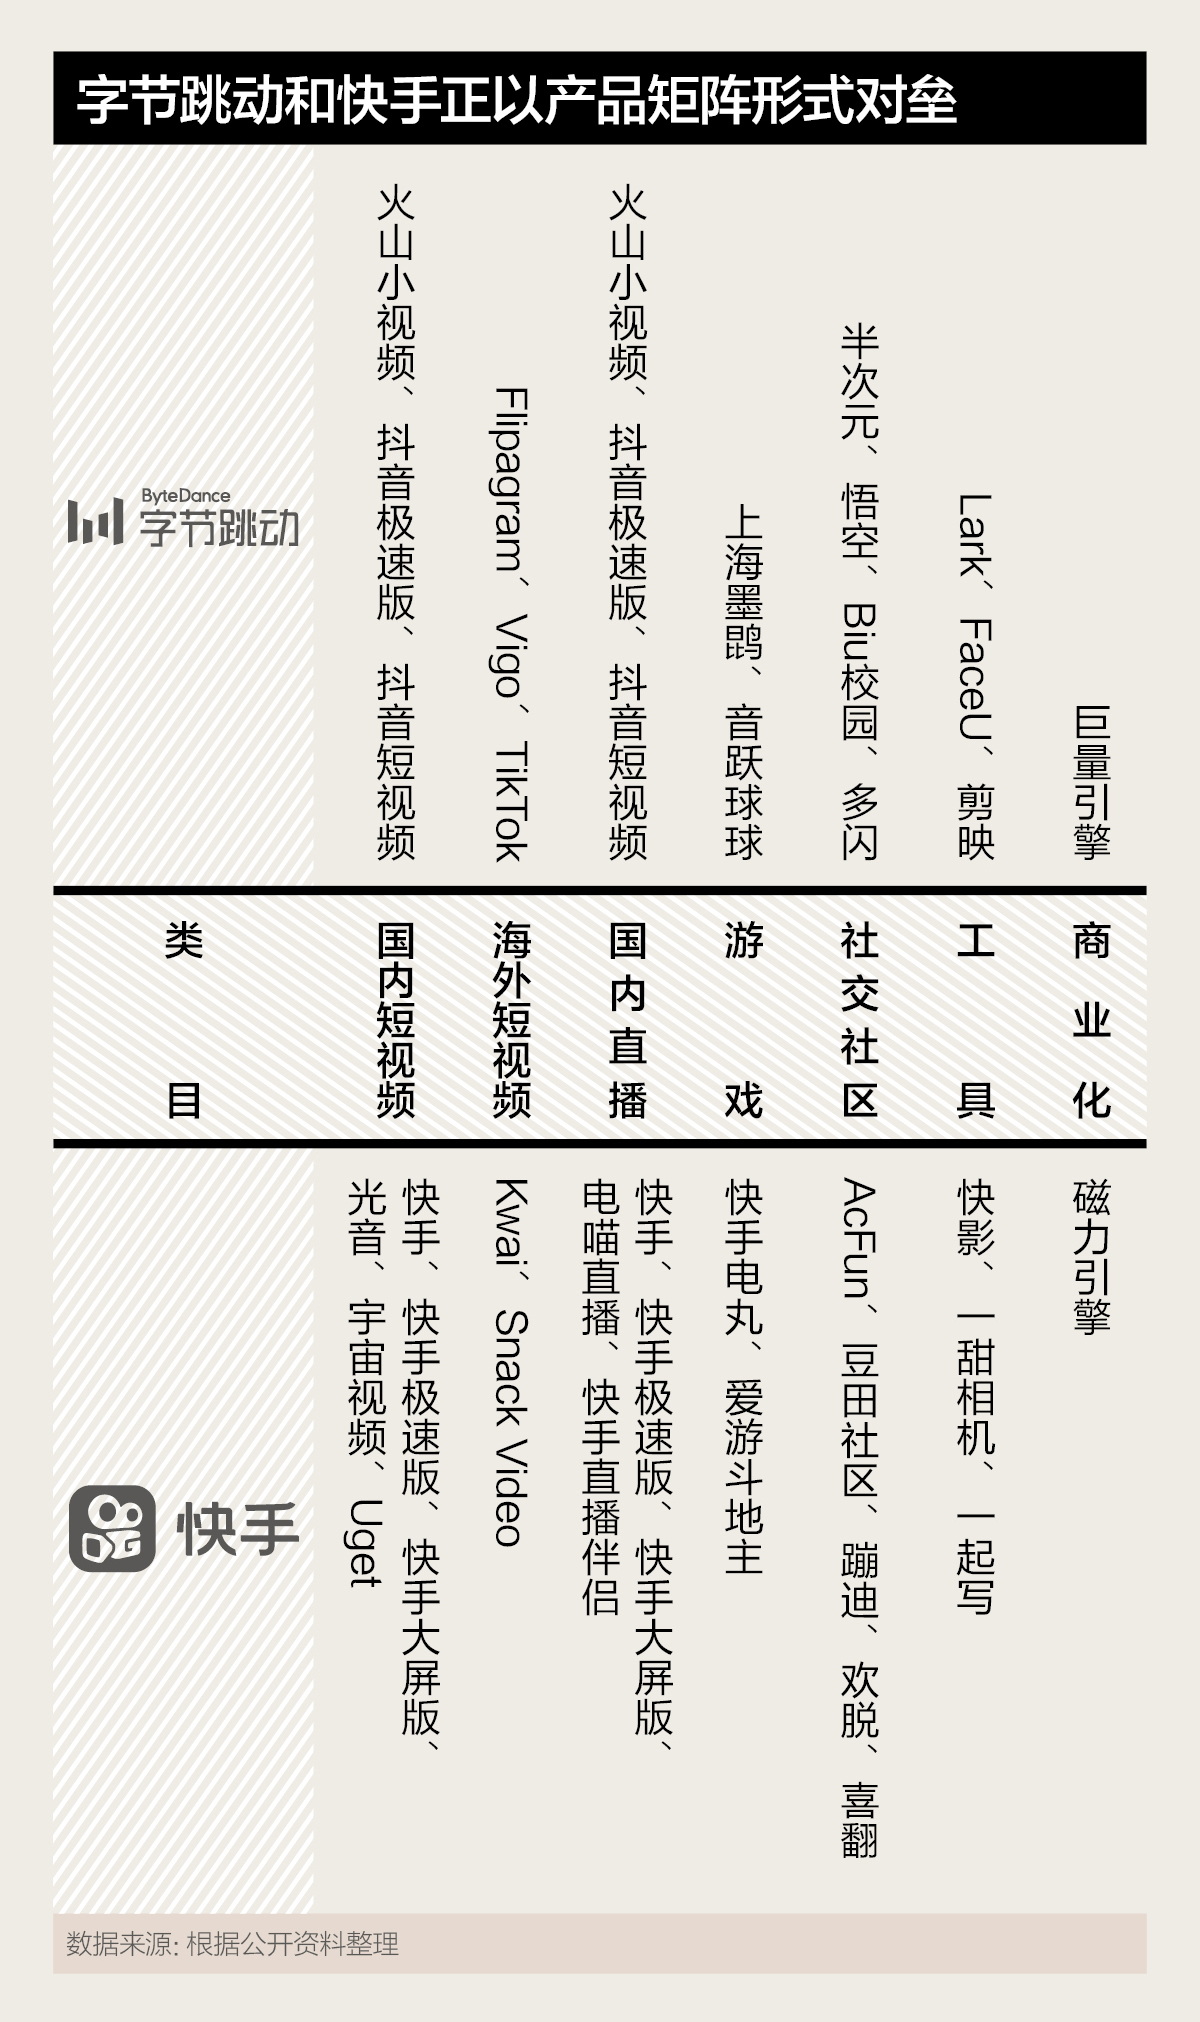 字节跳动和快手正以产品矩阵形式对垒
ByteDance
字节跳动
火山小视频、抖音极速版、抖音短视频
Flipagram、Vigo、TikTok
火山小视频、抖音极速版、抖音短视频
上海墨鹍、音跃球球
半次元、悟空、Biu校园、多闪
Lark、FaceU、剪映
巨量引擎
类目
国内短视频
海外短视频
国内直播
游戏
社交社区
工具
商业化
快手
快手、快手极速版、快手大屏版、
光音、宇宙视频、Uget
Kwai、Snack Video
快手、快手极速版、快手大屏版、
电喵直播、快手直播伴侣
快手电丸、爱游斗地主
AcFun、豆田社区、蹦迪、欢脱、喜翻
快影、一甜相机、一起写
磁力引擎
数据来源：根据公开资料整理